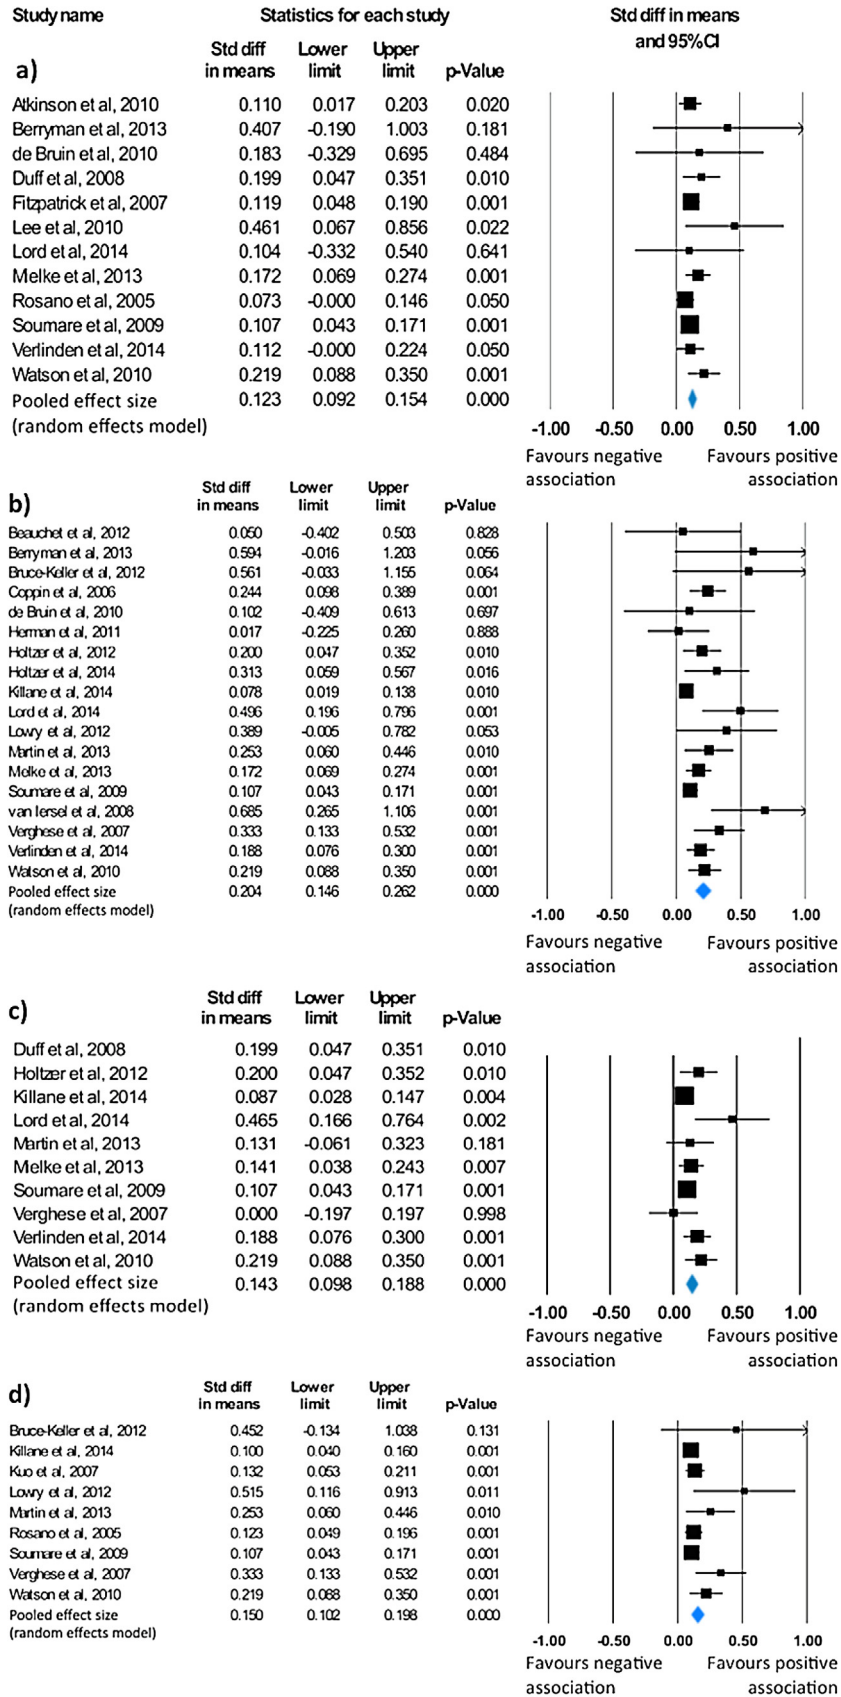 Study name Statistics for each study Std diff in means
and 95%CI
a) Std diff in means Lower limit Upper limit p-Value
Atkinson et al, 2010 0.110 0.017 0.203 0.020
Berryman et al, 2013 0.407 -0.190 1.003 0.181
de Bruin et al, 2010 0.183 -0.329 0.695 0.484
Duff et al, 2008 0.199 0.047 0.351 0.010
Fitzpatrick et al, 2007 0.119 0.048 0.190 0.001
Lee et al, 2010 0.461 0.067 0.856 0.022
Lord et al, 2014 0.104 -0.332 0.540 0.641
Melke et al, 2013 0.172 0.069 0.274 0.001
Rosano et al, 2005 0.073 -0.000 0.146 0.050
Soumare et al, 2009 0.107 0.043 0.171 0.001
Verlinden et al, 2014 0.112 -0.000 0.224 0.050
Watson et al, 2010 0.219 0.088 0.350 0.001
Pooled effect size 0.123 0.092 0.154 0.000
(random effects model)
-1.00 -0.50 0.00 0.50 1.00
Favours negative Favours positive
association association
b) Std diff in means Lower limit Upper limit p-Value
Beauchet et al, 2012 0.050 -0.402 0.503 0.828
Berryman et al, 2013 0.594 -0.016 1.203 0.056
Bruce-Keller et al, 2012 0.561 -0.033 1.155 0.064
Coppin et al, 2006 0.244 0.098 0.389 0.001
de Bruin et al, 2010 0.102 -0.409 0.613 0.697
Herman et al, 2011 0.017 -0.225 0.260 0.888
Holtzer et al, 2012 0.200 0.047 0.352 0.010
Holtzer et al, 2014 0.313 0.059 0.567 0.016
Killane et al, 2014 0.078 0.019 0.138 0.010
Lord et al, 2014 0.496 0.196 0.796 0.001
Lowry et al, 2012 0.389 -0.005 0.782 0.053
Martin et al, 2013 0.253 0.060 0.446 0.010
Melke et al, 2013 0.172 0.069 0.274 0.001
Soumare et al, 2009 0.107 0.043 0.171 0.001
van Iersel et al, 2008 0.685 0.265 1.106 0.001
Verghese et al, 2007 0.333 0.133 0.532 0.001
Verlinden et al, 2014 0.188 0.076 0.300 0.001
Watson et al, 2010 0.219 0.088 0.350 0.001
Pooled effect size 0.204 0.146 0.262 0.000
(random effects model)
-1.00 -0.50 0.00 0.50 1.00
Favours negative Favours positive
association association
c) Std diff in means Lower limit Upper limit p-Value
Duff et al, 2008 0.199 0.047 0.351 0.010
Holtzer et al, 2012 0.200 0.047 0.352 0.010
Killane et al, 2014 0.087 0.028 0.147 0.004
Lord et al, 2014 0.465 0.166 0.764 0.002
Martin et al, 2013 0.131 -0.061 0.323 0.181
Melke et al, 2013 0.141 0.038 0.243 0.007
Soumare et al, 2009 0.107 0.043 0.171 0.001
Verghese et al, 2007 0.000 -0.197 0.197 0.998
Verlinden et al, 2014 0.188 0.076 0.300 0.001
Watson et al, 2010 0.219 0.088 0.350 0.001
Pooled effect size 0.143 0.098 0.188 0.000
(random effects model)
-1.00 -0.50 0.00 0.50 1.00
Favours negative Favours positive
association association
d) Std diff in means Lower limit Upper limit p-Value
Bruce-Keller et al, 2012 0.452 -0.134 1.038 0.131
Killane et al, 2014 0.100 0.040 0.160 0.001
Kuo et al, 2007 0.132 0.053 0.211 0.001
Lowry et al, 2012 0.515 0.116 0.913 0.011
Martin et al, 2013 0.253 0.060 0.446 0.010
Rosano et al, 2005 0.123 0.049 0.196 0.001
Soumare et al, 2009 0.107 0.043 0.171 0.001
Verghese et al, 2007 0.333 0.133 0.532 0.001
Watson et al, 2010 0.219 0.088 0.350 0.001
Pooled effect size 0.150 0.102 0.198 0.000
(random effects model)
-1.00 -0.50 0.00 0.50 1.00
Favours negative Favours positive
association association